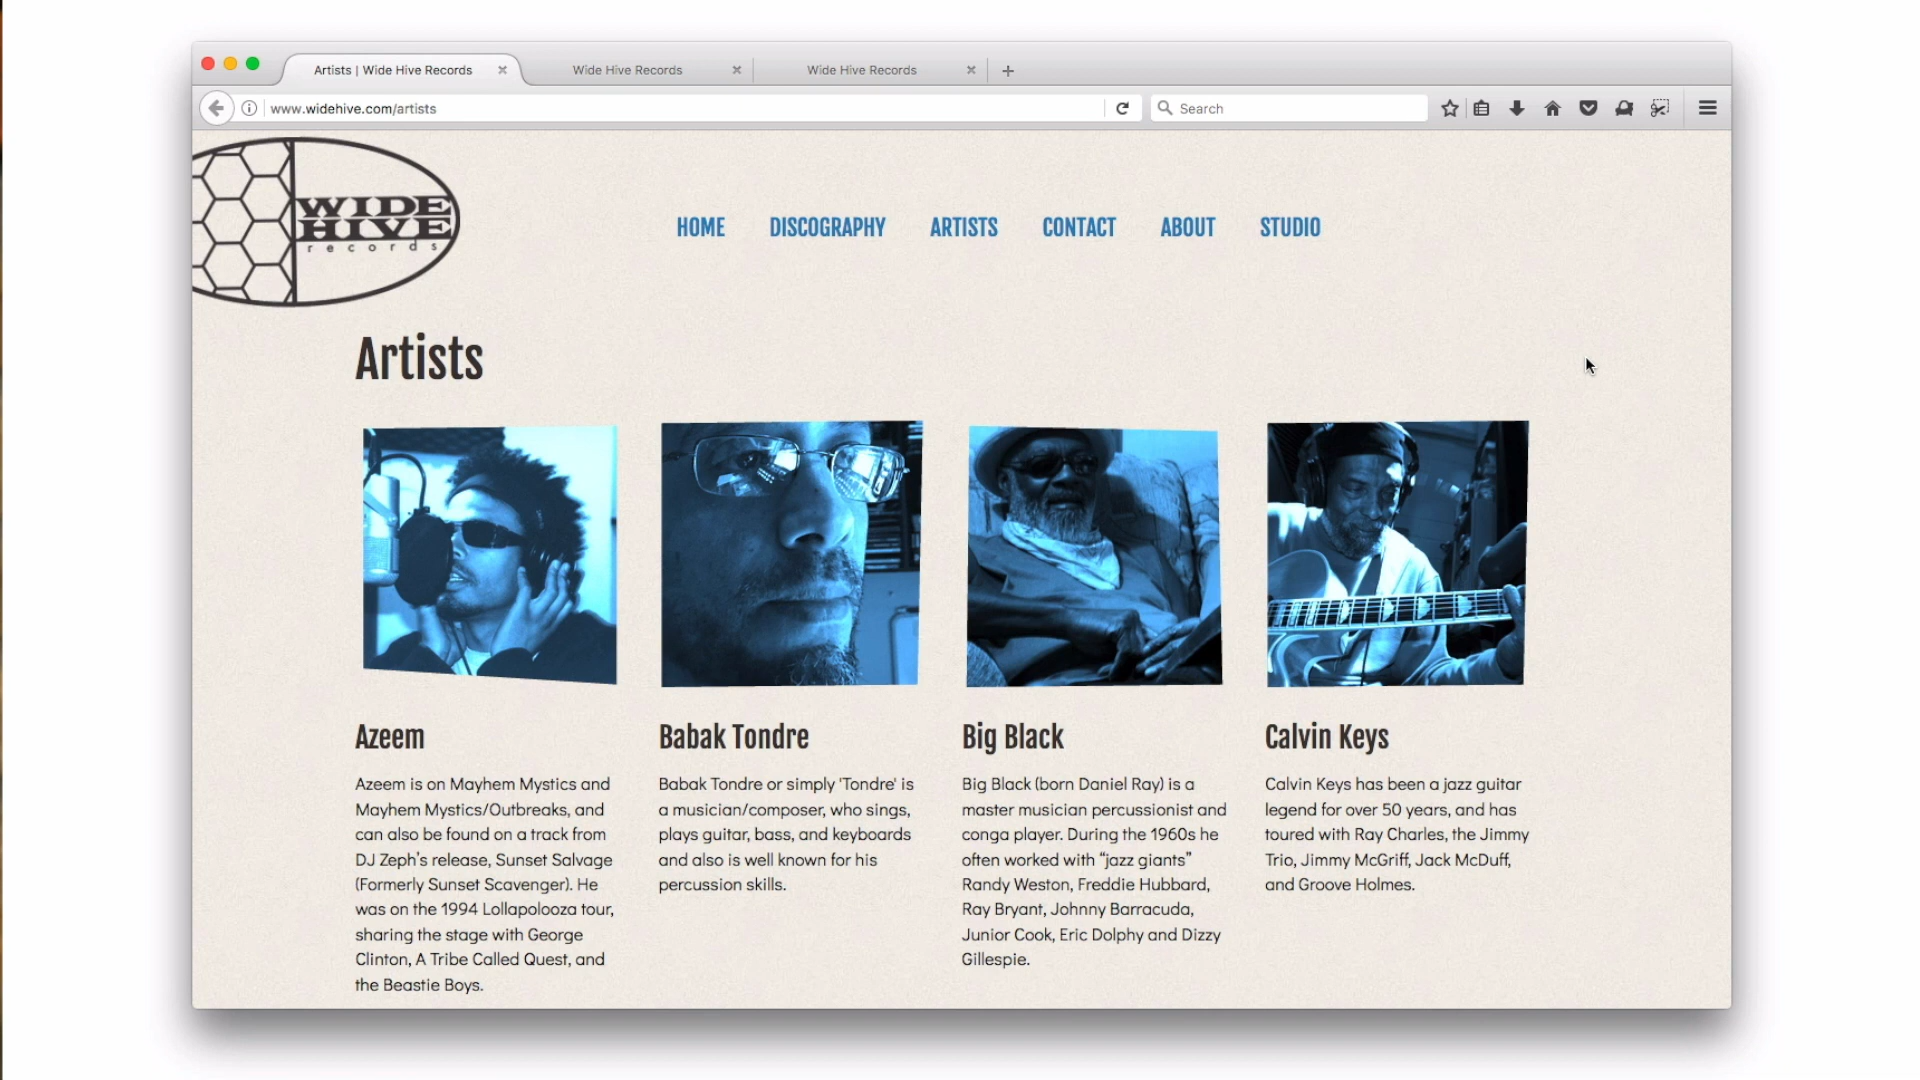 Artists | Wide Hive Records
Wide Hive Records
Wide Hive Records
www.widehive.com/artists
Search
WIDE
HIVE
records
HOME
DISCOGRAPHY
ARTISTS
CONTACT
ABOUT
STUDIO
Artists
Azeem
Azeem is on Mayhem Mystics and
Mayhem Mystics/Outbreaks, and
can also be found on a track from
DJ Zeph's release, Sunset Salvage
(Formerly Sunset Scavenger). He
was on the 1994 Lollapolooza tour,
sharing the stage with George
Clinton, A Tribe Called Quest, and
the Beastie Boys.
Babak Tondre
Babak Tondre or simply 'Tondre' is
a musician/composer, who sings,
plays guitar, bass, and keyboards
and also is well known for his
percussion skills.
Big Black
Big Black (born Daniel Ray) is a
master musician percussionist and
conga player. During the 1960s he
often worked with “jazz giants”
Randy Weston, Freddie Hubbard,
Ray Bryant, Johnny Barracuda,
Junior Cook, Eric Dolphy and Dizzy
Gillespie.
Calvin Keys
Calvin Keys has been a jazz guitar
legend for over 50 years, and has
toured with Ray Charles, the Jimmy
Trio, Jimmy McGriff, Jack McDuff,
and Groove Holmes.